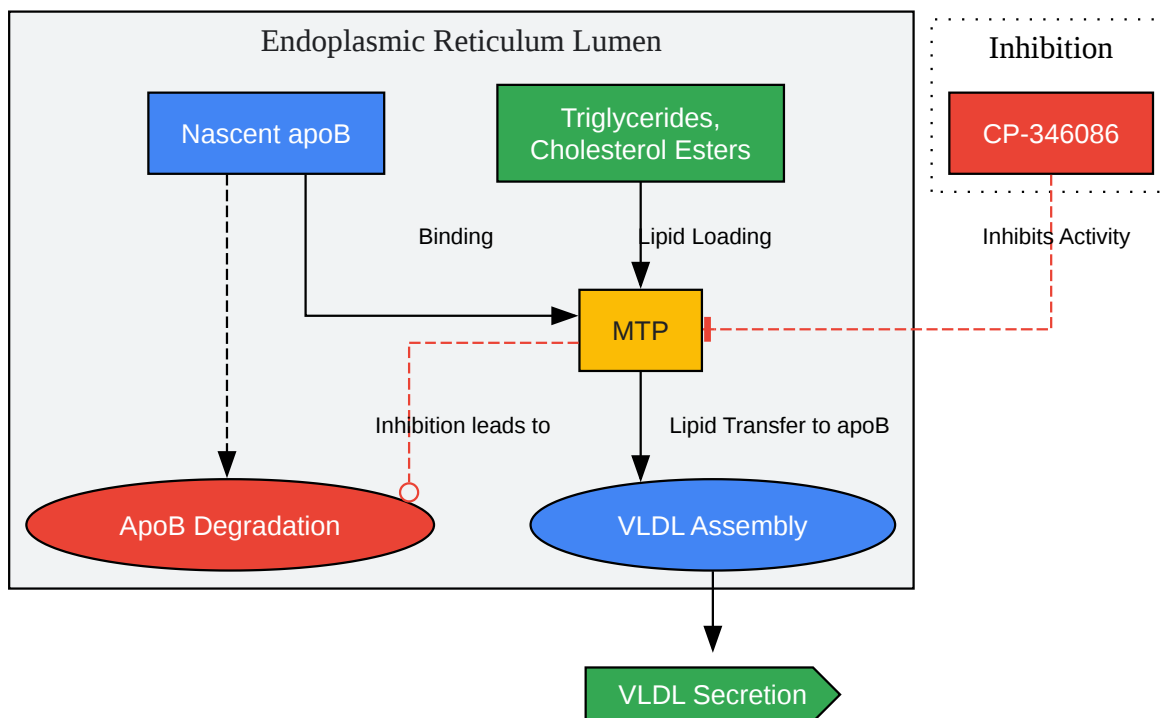 Endoplasmic Reticulum Lumen
Inhibition
Nascent apoB
Triglycerides,
Cholesterol Esters
CP-346086
Binding
Lipid Loading
Inhibits Activity
MTP
Inhibition leads to
Lipid Transfer to apoB
ApoB Degradation
VLDL Assembly
VLDL Secretion